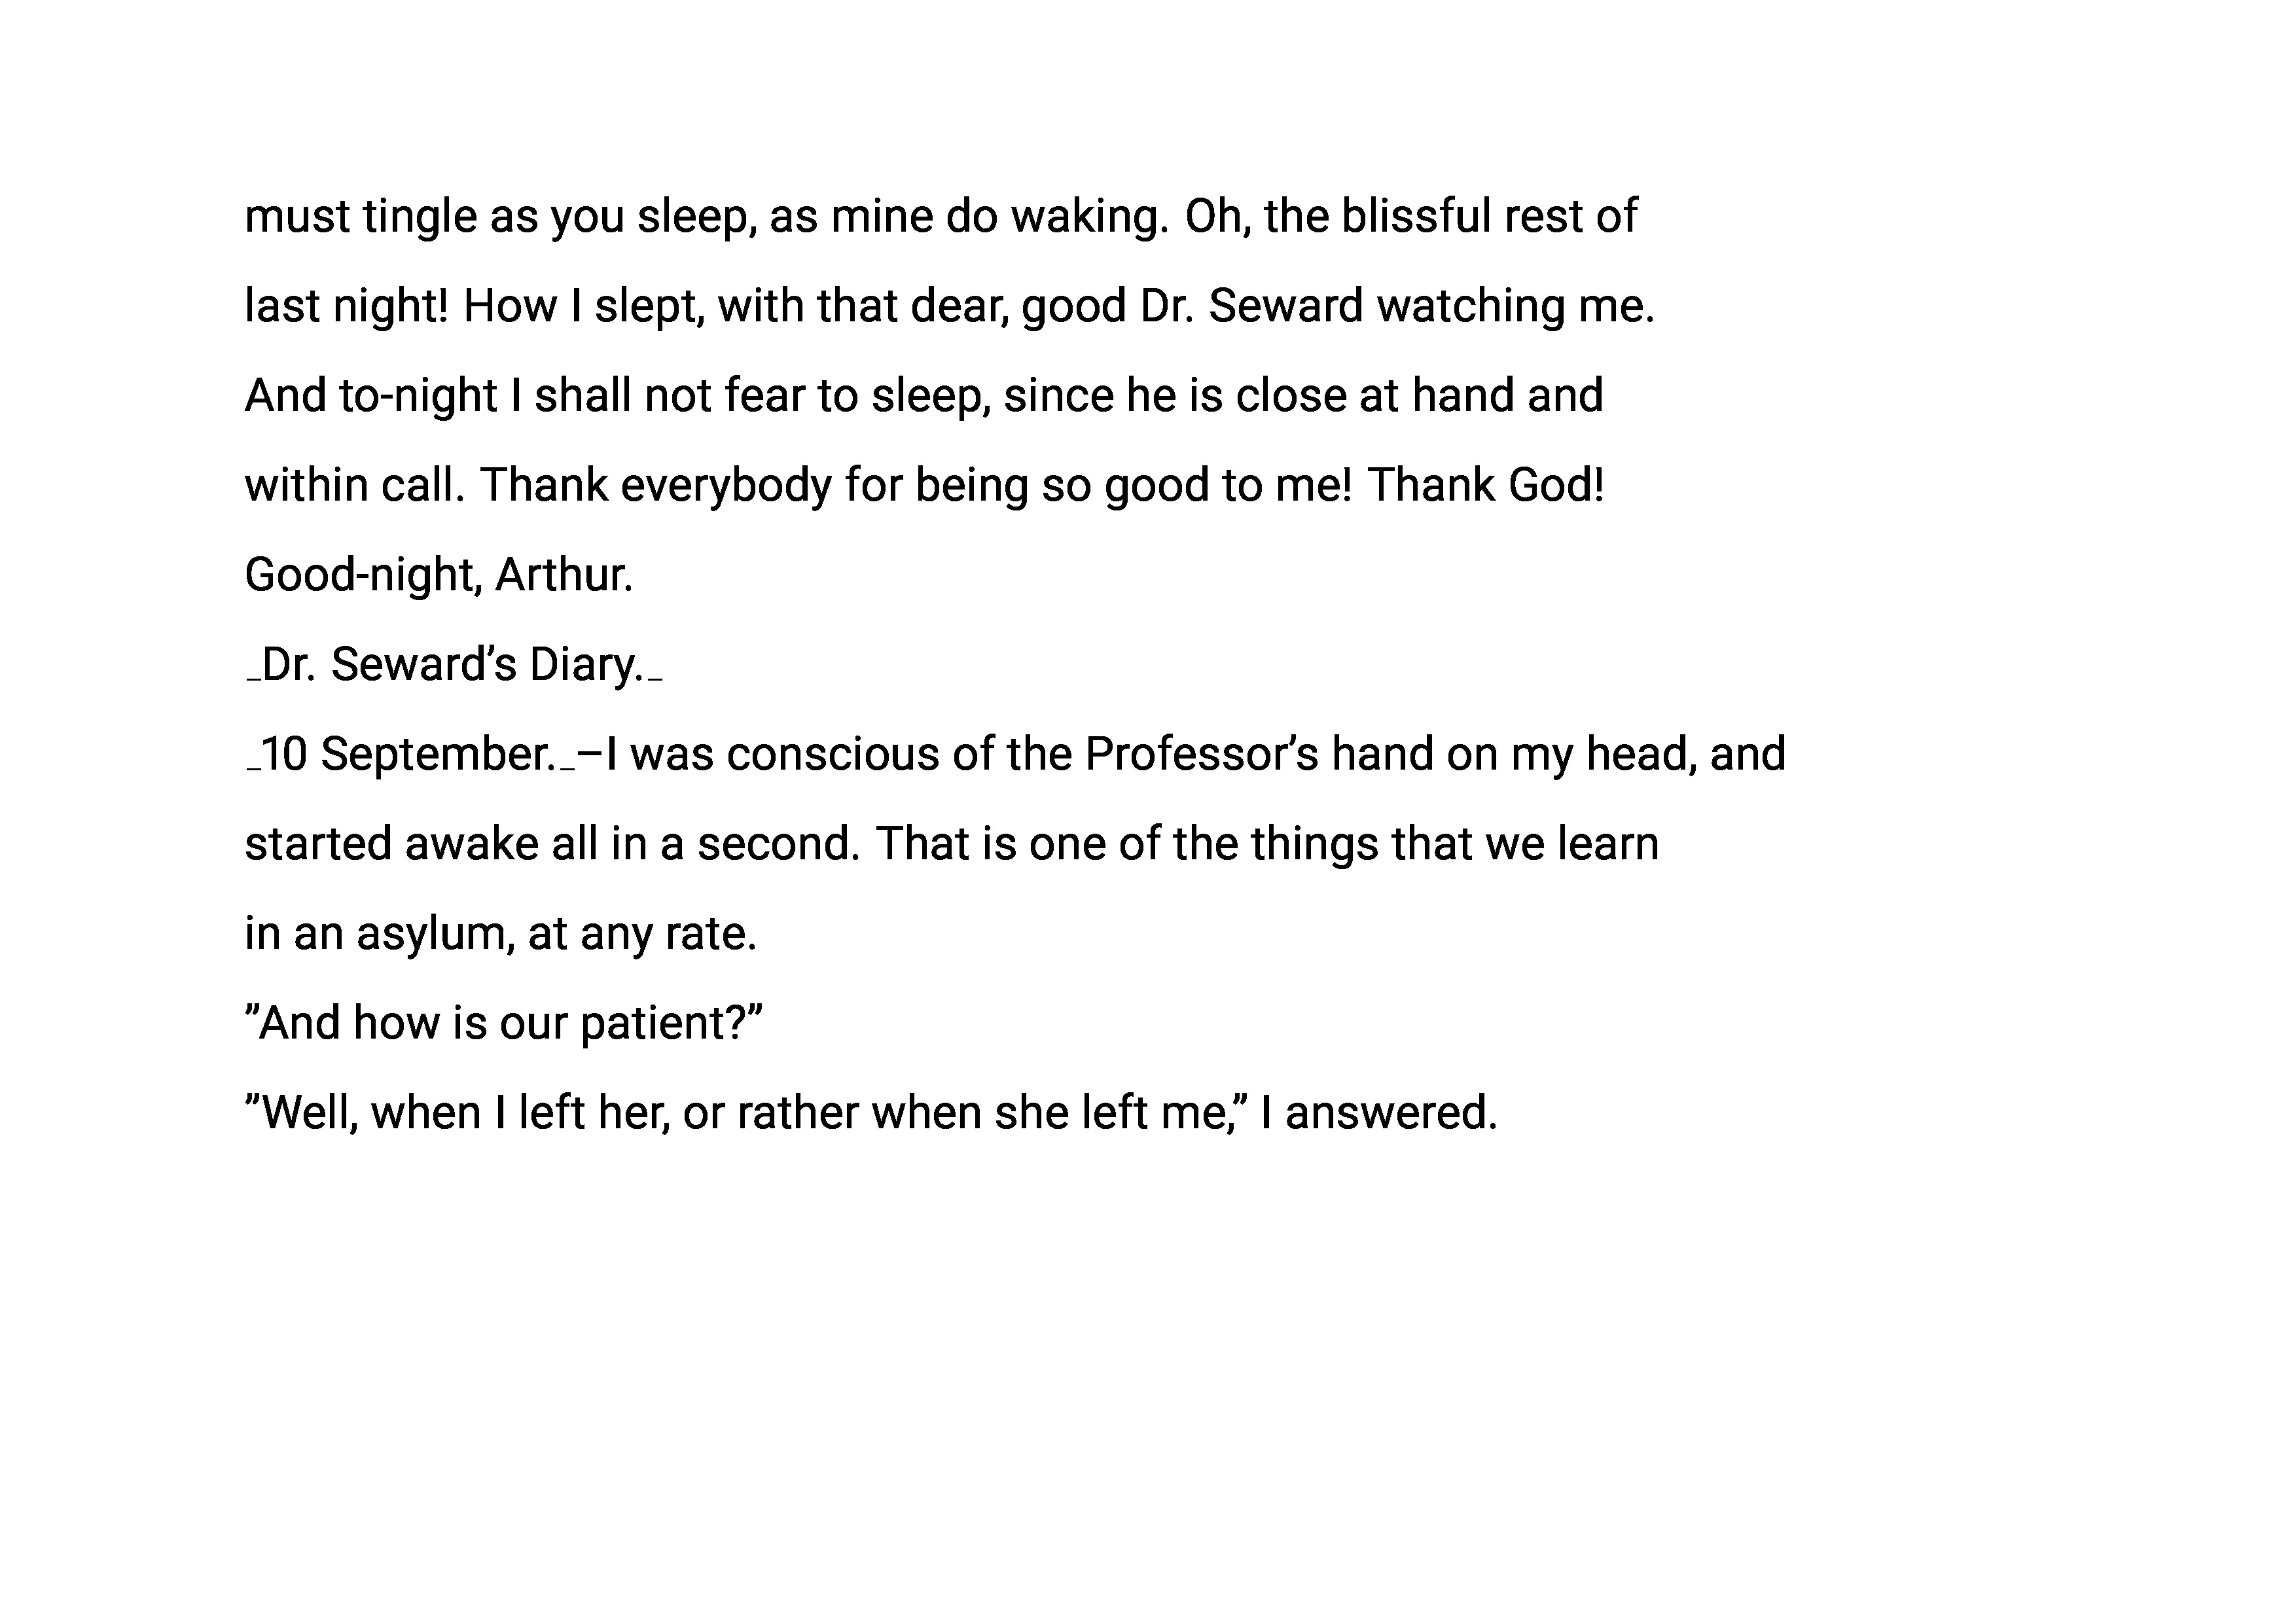 must tingle as you sleep, as mine do waking. Oh, the blissful rest of
last night! How I slept, with that dear, good Dr. Seward watching me.
And to-night I shall not fear to sleep, since he is close at hand and
within call. Thank everybody for being so good to me! Thank God!
Good-night, Arthur.
_Dr. Seward’s Diary._
_10 September._–I was conscious of the Professor’s hand on my head, and
started awake all in a second. That is one of the things that we learn
in an asylum, at any rate.
”And how is our patient?”
”Well, when I left her, or rather when she left me,” I answered.